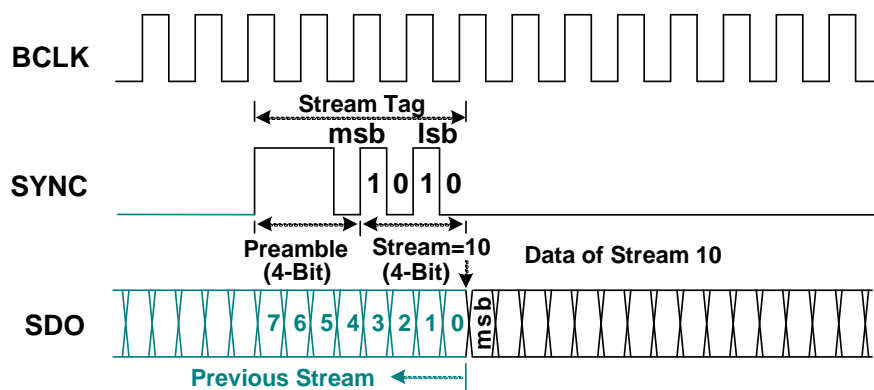 BCLK
Stream Tag
msb lsb
SYNC
1 0 1 0
Preamble
(4-Bit)
Stream=10
(4-Bit)
Data of Stream 10
SDO
7 6 5 4 3 2 1 0
msb
Previous Stream